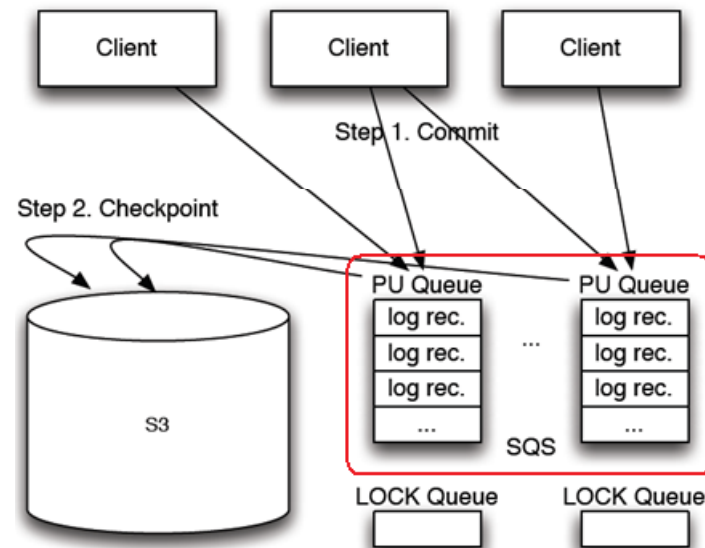 Client
Client
Client
Step 1. Commit
Step 2. Checkpoint
PU Queue
PU Queue
log rec.
log rec.
log rec.
...
...
log rec.
log rec.
log rec.
...
S3
SQS
LOCK Queue
LOCK Queue